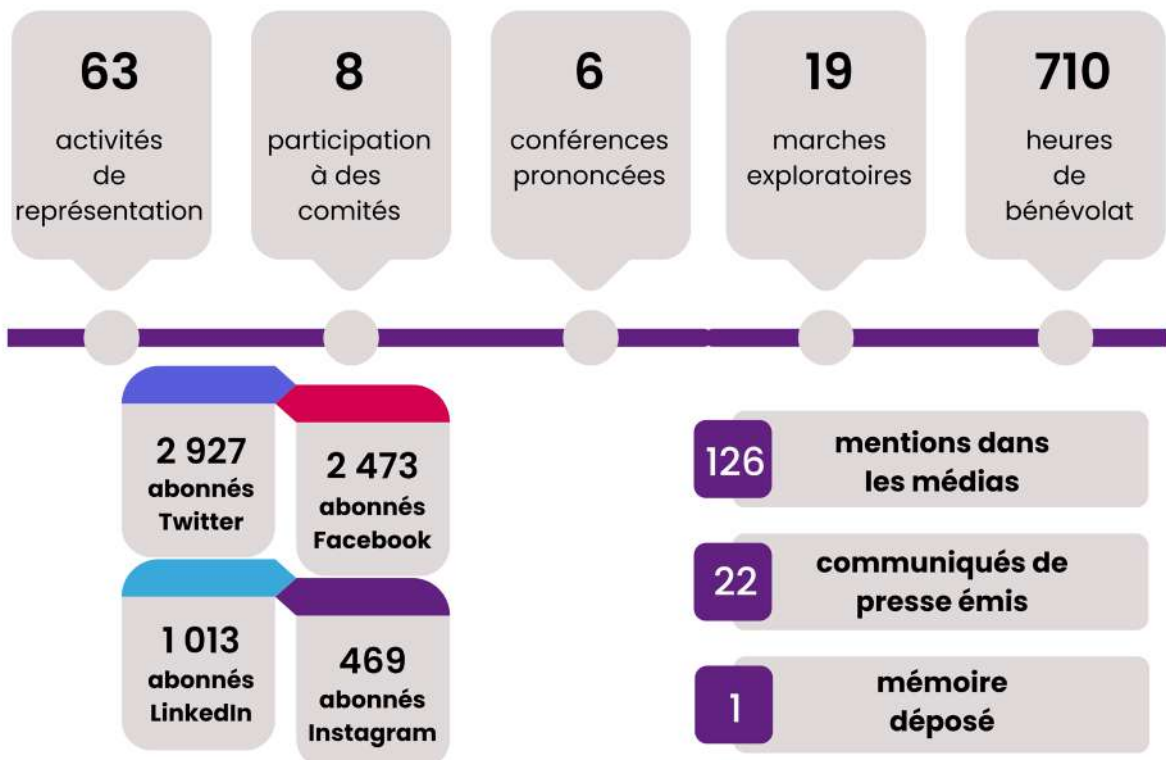 63
activités
de
représentation
8
participation
à des
comités
6
conférences
prononcées
19
marches
exploratoires
710
heures
de
bénévolat
2 927
abonnés
Twitter
2 473
abonnés
Facebook
1 013
abonnés
LinkedIn
469
abonnés
Instagram
126
mentions dans
les médias
22
communiqués de
presse émis
1
mémoire
déposé